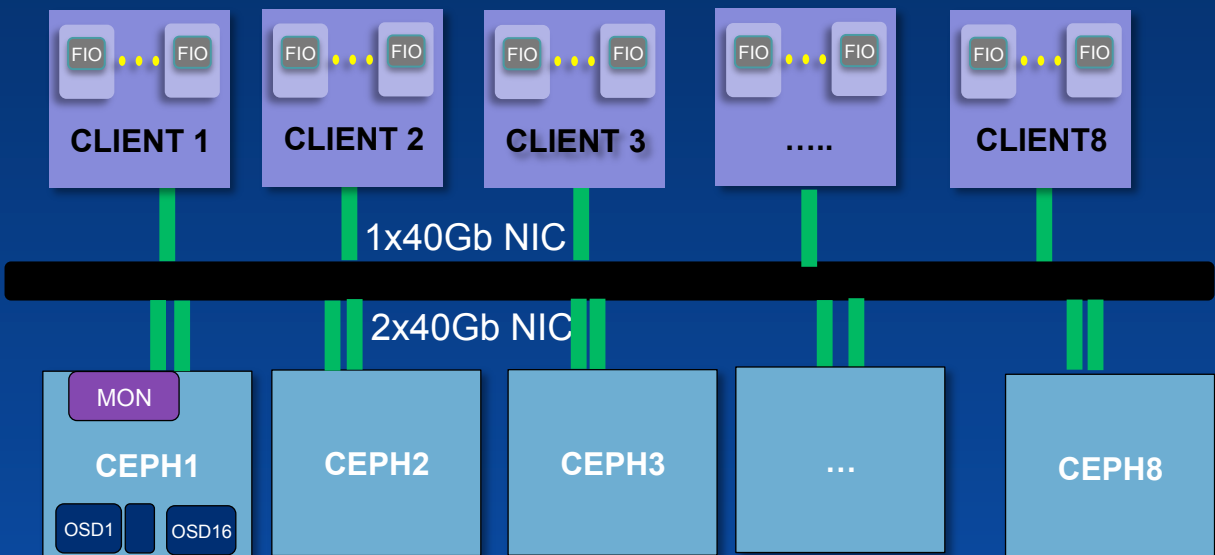 FIO FIO FIO FIO FIO FIO FIO FIO FIO FIO
CLIENT 1 CLIENT 2 CLIENT 3 ..... CLIENT8
1x40Gb NIC
2x40Gb NIC
MON
CEPH1 CEPH2 CEPH3 ... CEPH8
OSD1 OSD16